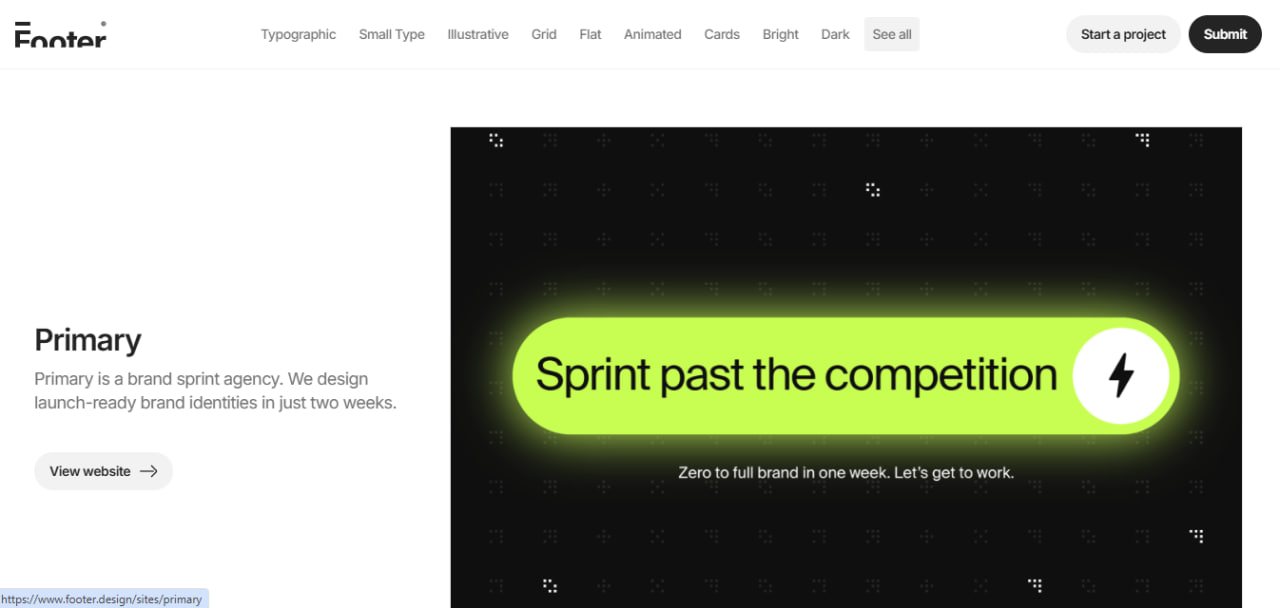 Footer
Typographic Small Type Illustrative Grid Flat Animated Cards Bright Dark See all
Start a project Submit
Sprint past the competition
Zero to full brand in one week. Let’s get to work.
Primary
Primary is a brand sprint agency. We design
launch-ready brand identities in just two weeks.
View website
https://www.footer.design/sites/primary